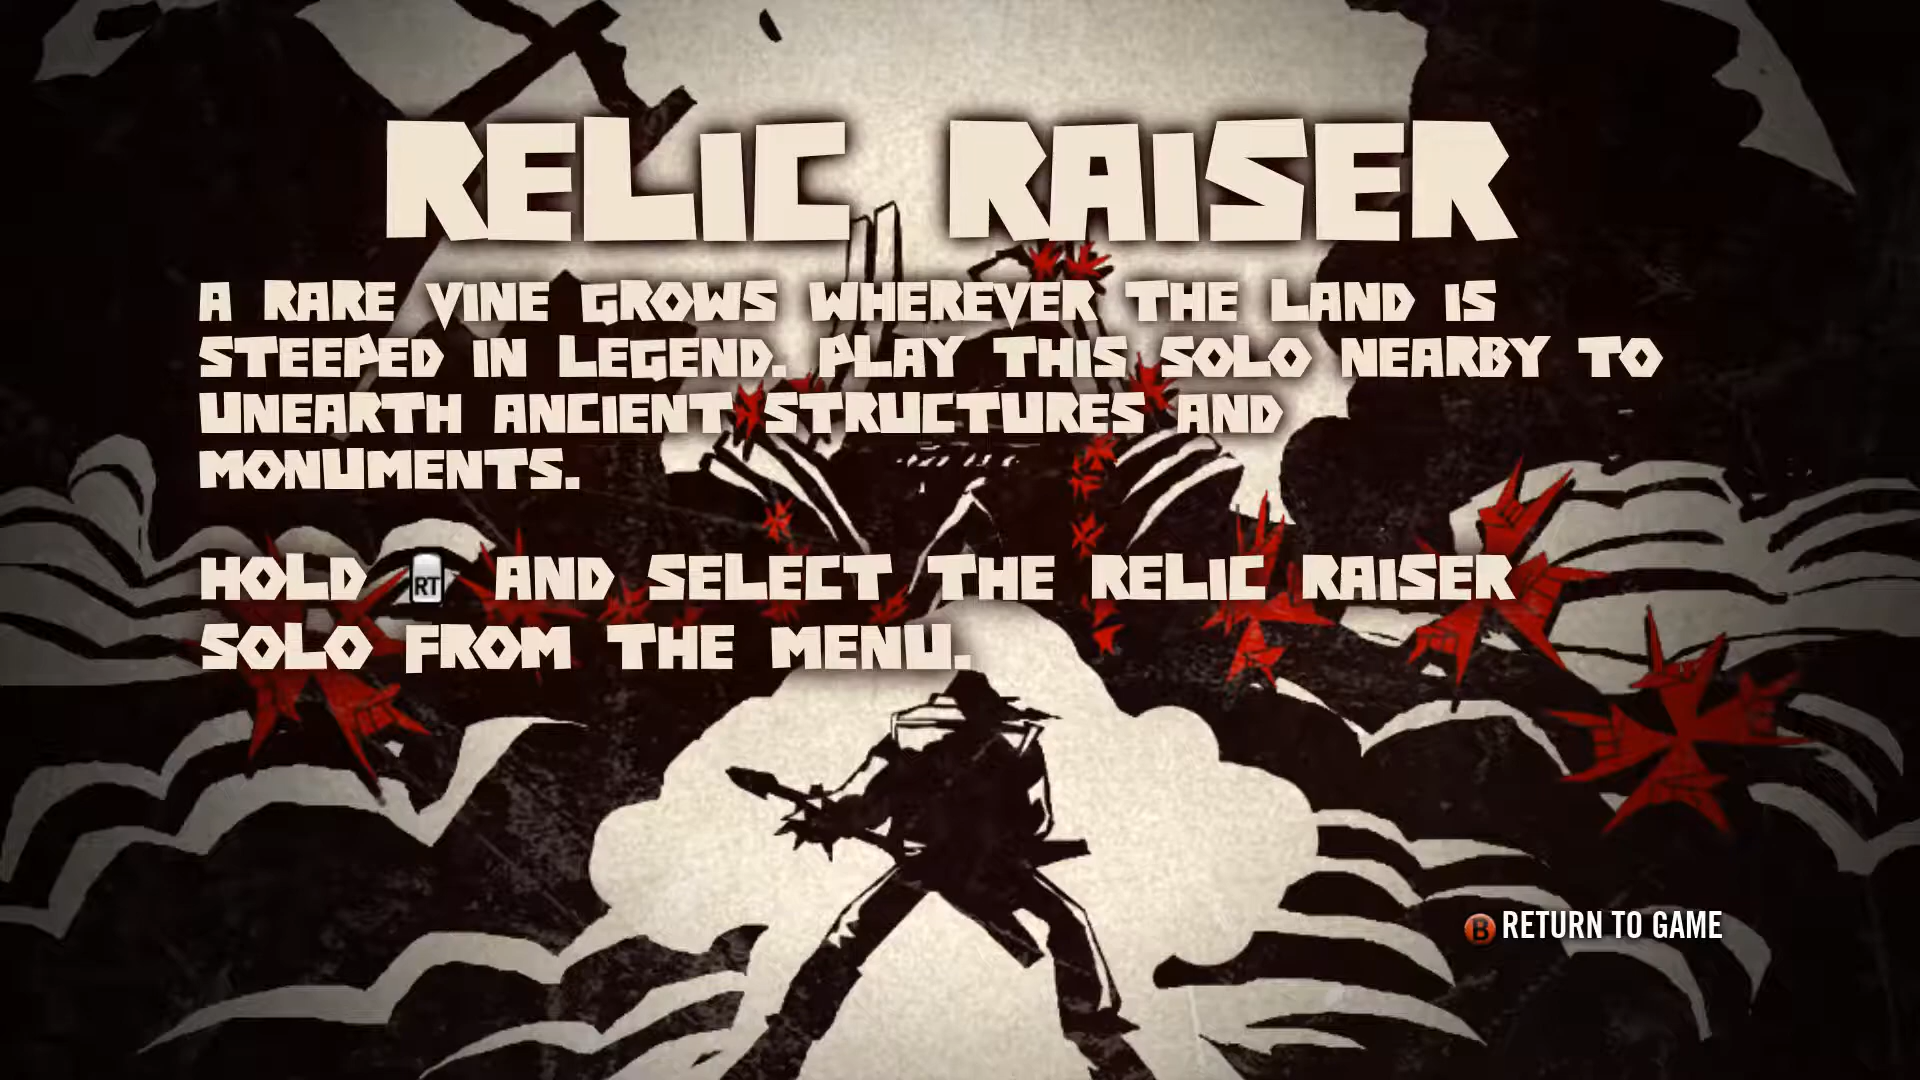 RELIC RAISER
A RARE VINE GROWS WHEREVER THE LAND IS
STEEPED IN LEGEND. PLAY THIS SOLO NEARBY TO
UNEARTH ANCIENT STRUCTURES AND
MONUMENTS.
HOLD RT AND SELECT THE RELIC RAISER
SOLO FROM THE MENU.
B RETURN TO GAME